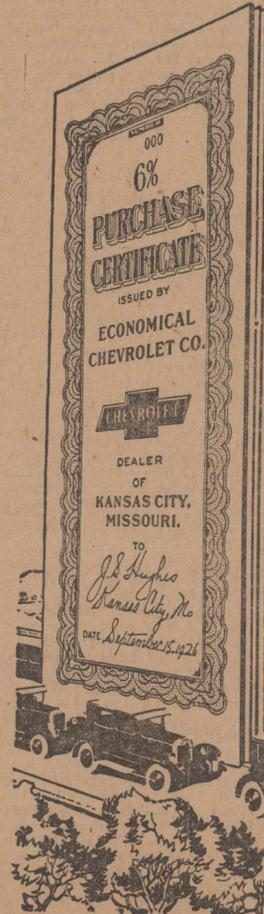 NUMBER
000
6%
PURCHASE
CERTIFICATE
ISSUED BY
ECONOMICAL
CHEVROLET CO.
CHEVROLET
DEALER
OF
KANSAS CITY,
MISSOURI.
TO
J.S. Hughes
Kansas City, Mo
DATE September 15, 1926